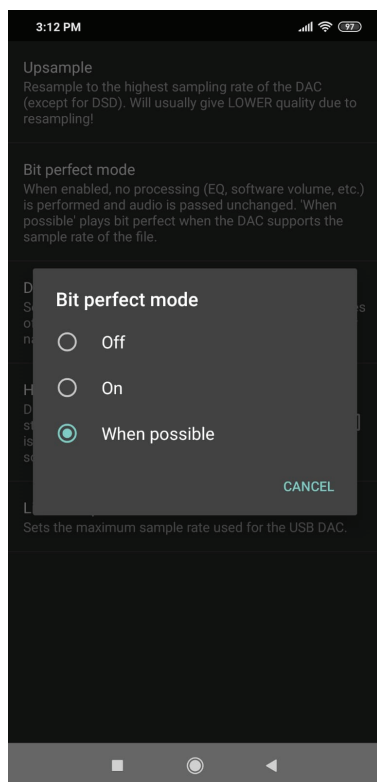 3:12 PM
97
Upsample
Resample to the highest sampling rate of the DAC
(except for DSD). Will usually give LOWER quality due to
resampling!
Bit perfect mode
When enabled, no processing (EQ, software volume, etc.)
is performed and audio is passed unchanged. 'When
possible' plays bit perfect when the DAC supports the
sample rate of the file.
Bit perfect mode
Off
On
When possible
CANCEL
Sets the maximum sample rate used for the USB DAC.